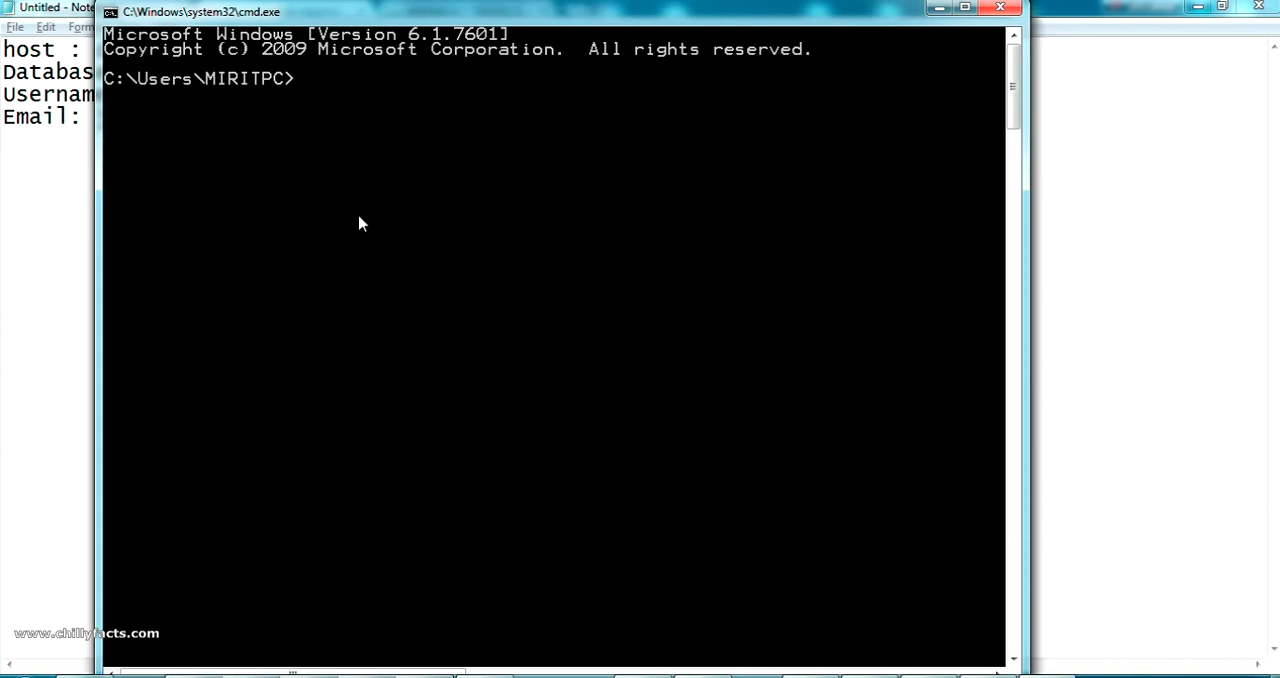 Untitled - Note
C:\Windows\system32\cmd.exe
File Edit Form
host :
Databas
Usernam
Email:
Microsoft Windows [Version 6.1.7601]
Copyright (c) 2009 Microsoft Corporation.  All rights reserved.
C:\Users\MIRITPC>
www.chillyfacts.com